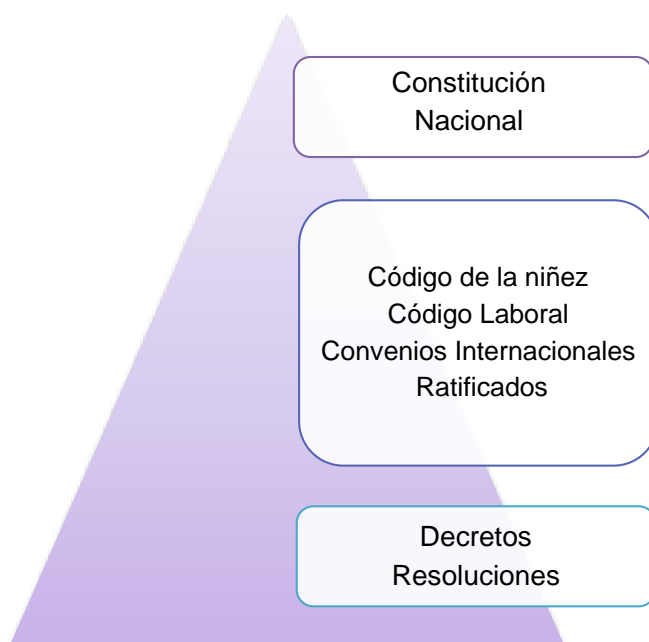 Constitución
Nacional
Código de la niñez
Código Laboral
Convenios Internacionales
Ratificados
Decretos
Resoluciones